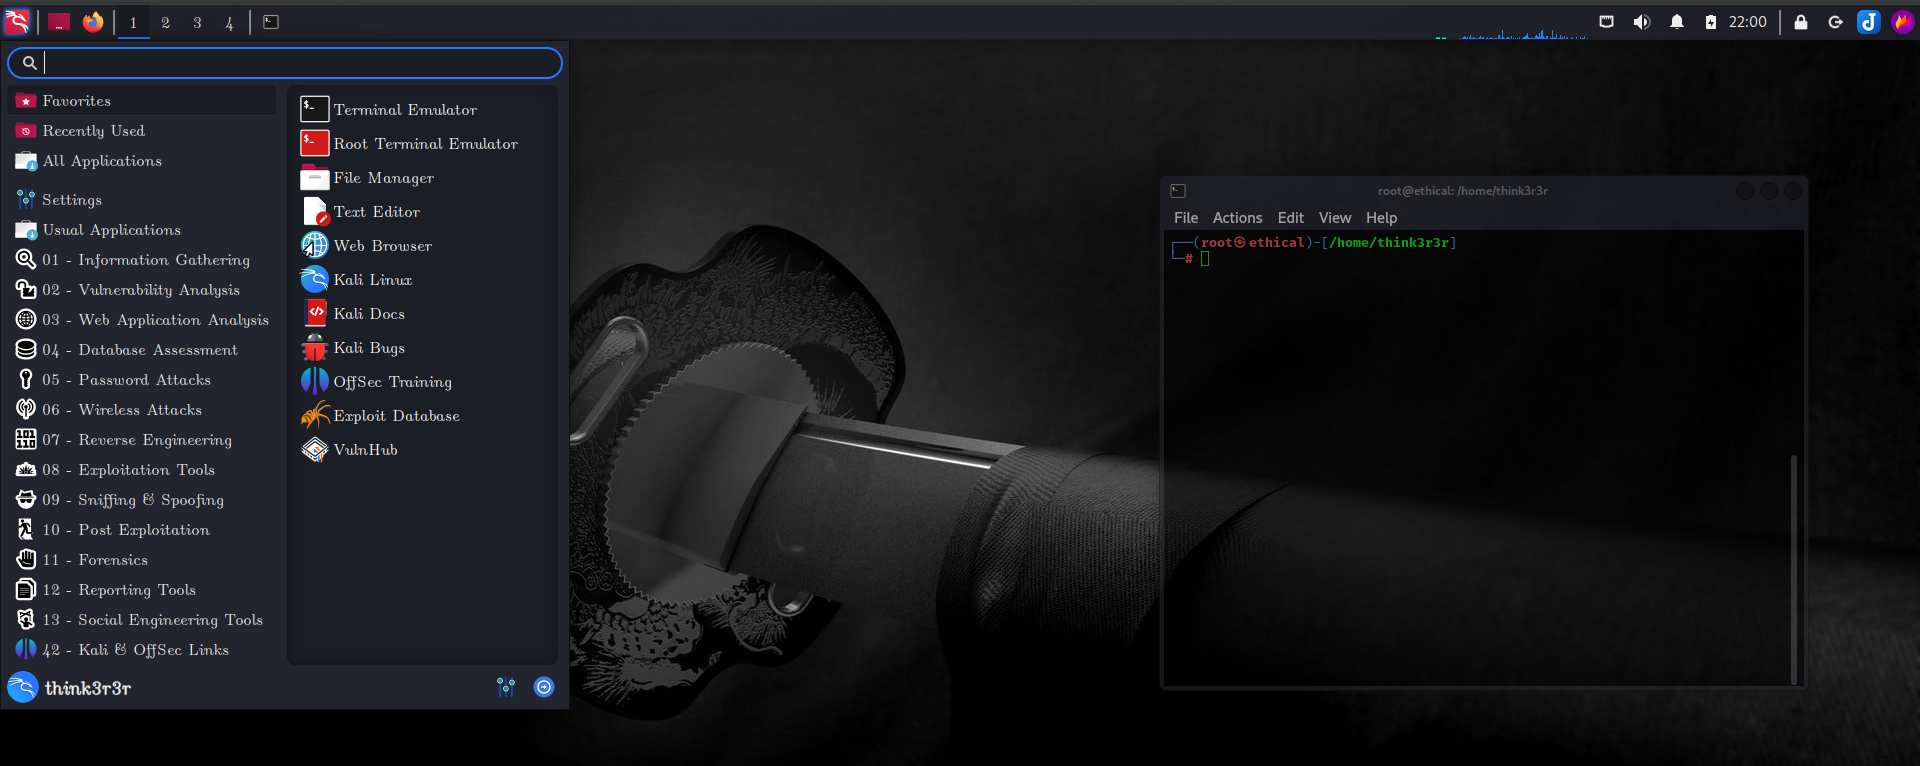 1 2 3 4
22:00
Favorites
Recently Used
All Applications
Settings
Usual Applications
01 - Information Gathering
02 - Vulnerability Analysis
03 - Web Application Analysis
04 - Database Assessment
05 - Password Attacks
06 - Wireless Attacks
07 - Reverse Engineering
08 - Exploitation Tools
09 - Sniffing & Spoofing
10 - Post Exploitation
11 - Forensics
12 - Reporting Tools
13 - Social Engineering Tools
42 - Kali & OffSec Links
think3r3r
Terminal Emulator
Root Terminal Emulator
File Manager
Text Editor
Web Browser
Kali Linux
Kali Docs
Kali Bugs
OffSec Training
Exploit Database
VulnHub
root@ethical: /home/think3r3r
File Actions Edit View Help
┌──(root㉿ethical)-[/home/think3r3r]
└─#